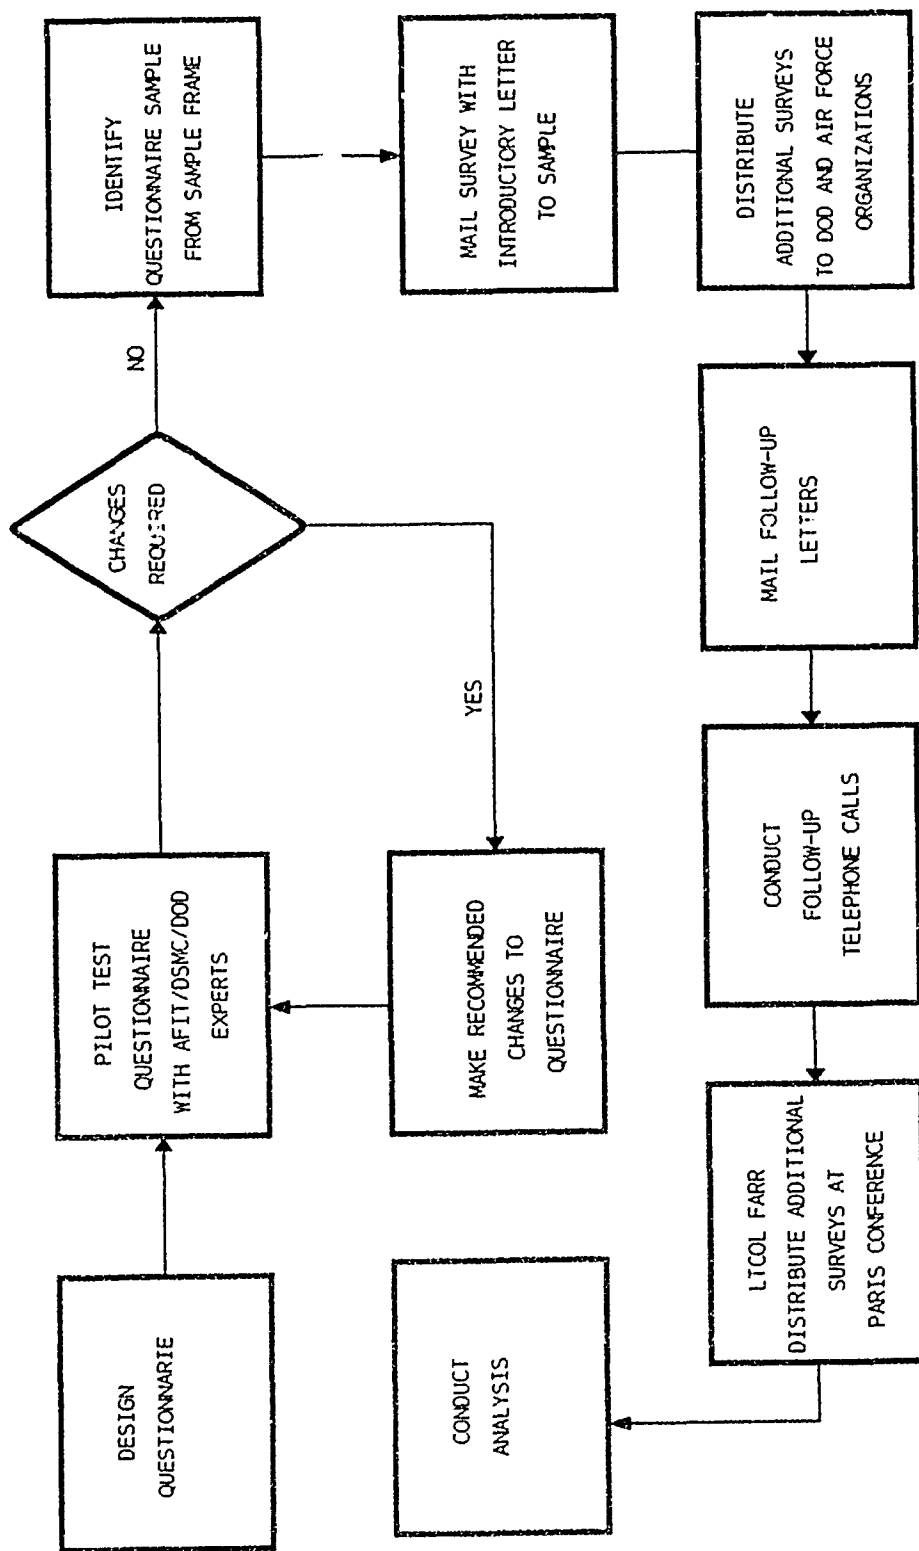 DESIGN
QUESTIONNARIE
PILOT TEST
QUESTIONNAIRE
WITH AFIT/DSMC/DOD
EXPERTS
CHANGES
REQUIRED
NO
YES
MAKE RECOMMENDED
CHANGES TO
QUESTIONNAIRE
IDENTIFY
QUESTIONNAIRE SAMPLE
FROM SAMPLE FRAME
MAIL SURVEY WITH
INTRODUCTORY LETTER
TO SAMPLE
DISTRIBUTE
ADDITIONAL SURVEYS
TO DOD AND AIR FORCE
ORGANIZATIONS
MAIL FOLLOW-UP
LETTERS
CONDUCT
FOLLOW-UP
TELEPHONE CALLS
LTCOL FARR
DISTRIBUTE ADDITIONAL
SURVEYS AT
PARIS CONFERENCE
CONDUCT
ANALYSIS